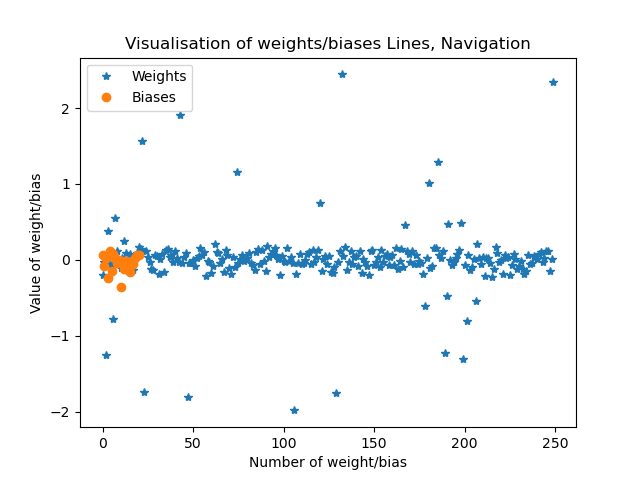 Visualisation of weights/biases Lines, Navigation
Weights
Biases
Value of weight/bias
2
1
0
−1
−2
0
50
100
150
200
250
Number of weight/bias